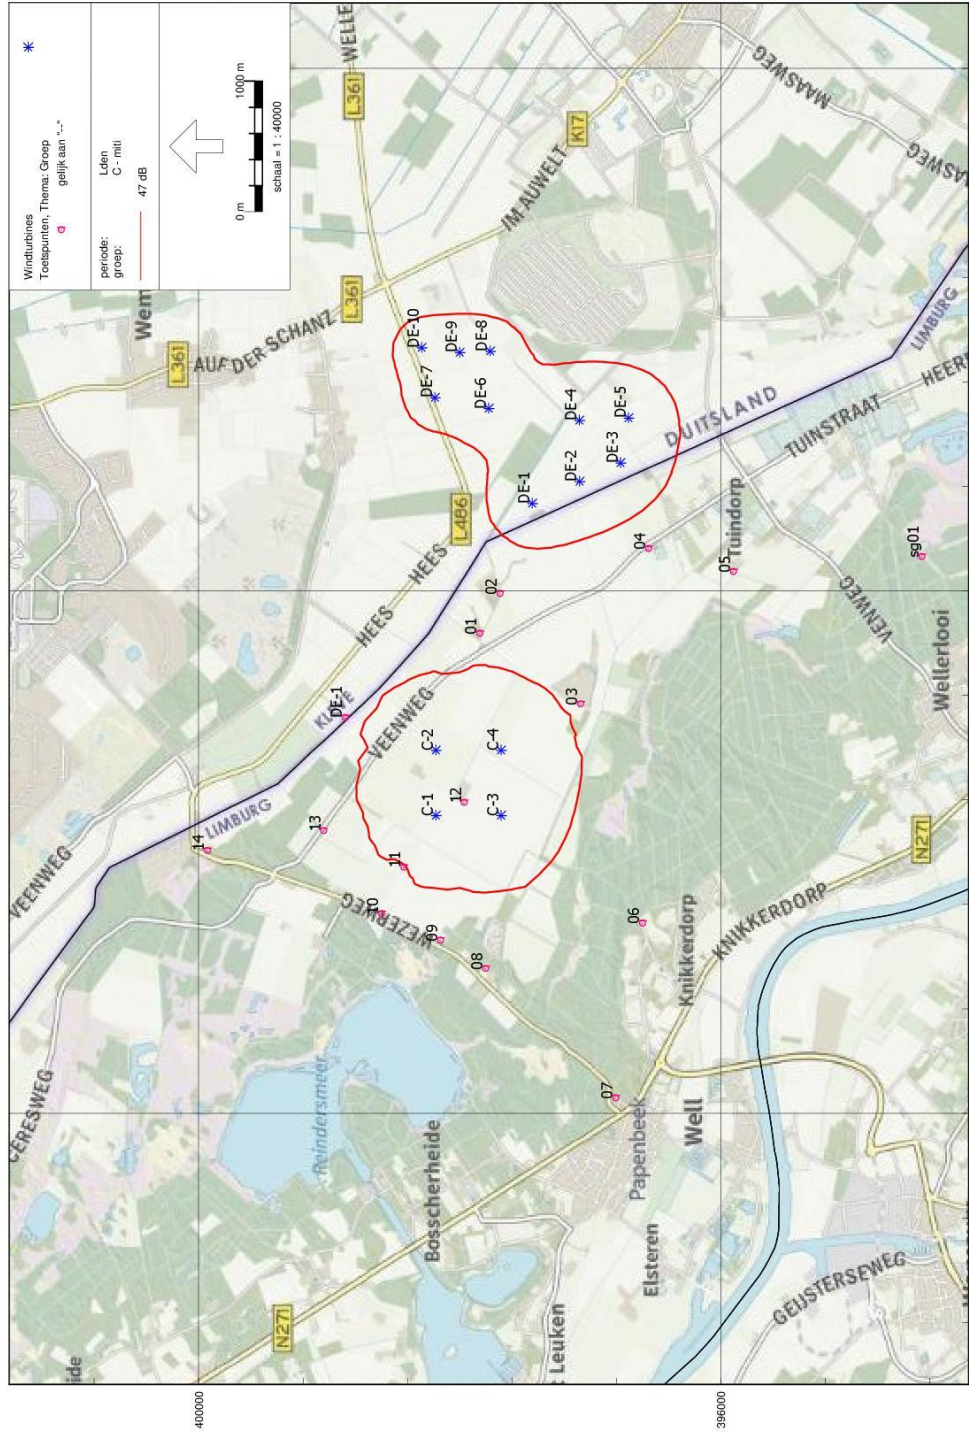 Windturbines
Toetspunten, Thema: Groep
gelijk aan "--"
periode: Lden
groep: C - miti
47 dB
0 m 1000 m
schaal = 1 : 40000
400000
396000
CERESWEG
VEENWEG
LIMBURG
14
13
VEENWEG
KLEVE
DE-1
HEES
HEES
L486
AUF DER SCHANZ
L361
L361
L361
WELLE
Wem
IM AUWELT
K17
MAASWEG
AASWEG
Reindersmeer
WEZERWEG
08
09
10
11
12
C-1
C-2
C-3
C-4
01
02
03
04
05
06
07
sg01
DE-1
DE-2
DE-3
DE-4
DE-5
DE-6
DE-7
DE-8
DE-9
DE-10
DUITSLAND
LIMBURG
TUINSTRAAT
HEERE
Tuindorp
VENWEG
Wellerlooi
N271
N271
KNIKKERDORP
Knikkerdorp
Papenbeek
Well
Elsteren
Bosscherheide
Leuken
GEIJSTERSEWEG
ide